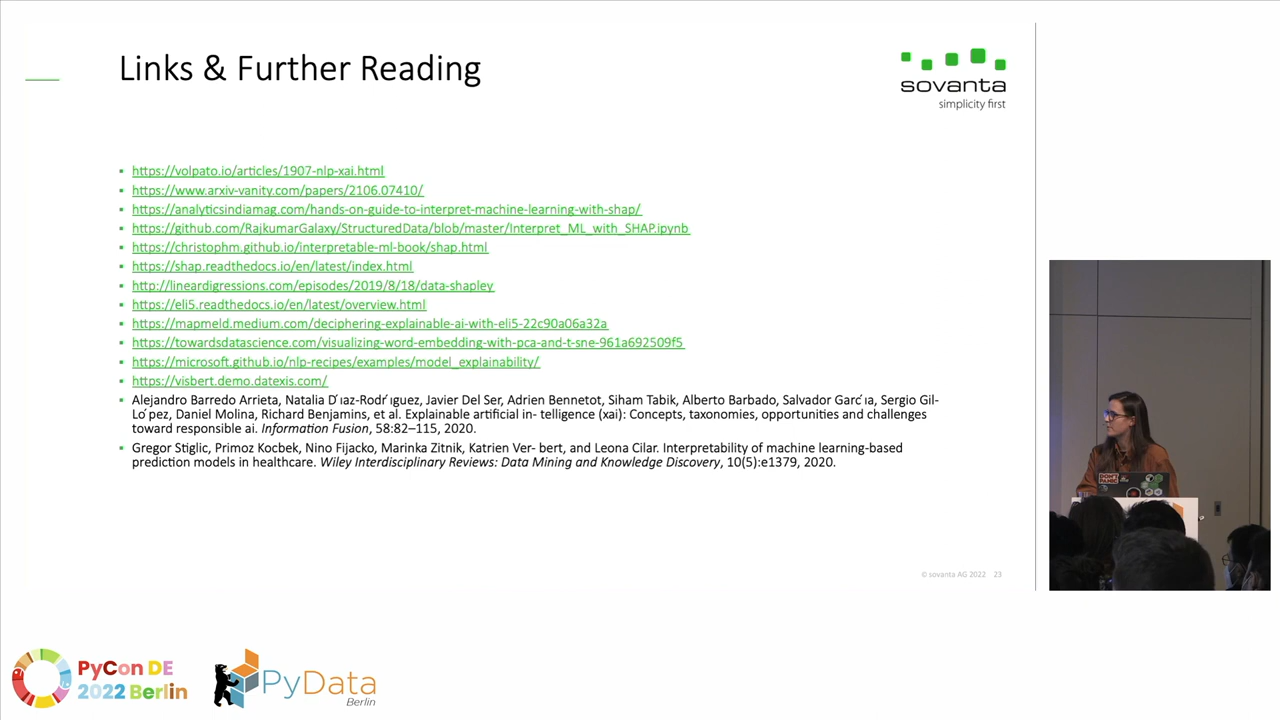 Links & Further Reading
sovanta
simplicity first
https://volpato.io/articles/1907-nlp-xai.html
https://www.arxiv-vanity.com/papers/2106.07410/
https://analyticsindiamag.com/hands-on-guide-to-interpret-machine-learning-with-shap/
https://github.com/RajkumarGalaxy/StructuredData/blob/master/Interpret_ML_with_SHAP.ipynb
https://christophm.github.io/interpretable-ml-book/shap.html
https://shap.readthedocs.io/en/latest/index.html
http://lineardigressions.com/episodes/2019/8/18/data-shapley
https://eli5.readthedocs.io/en/latest/overview.html
https://mapmeld.medium.com/deciphering-explainable-ai-with-eli5-22c90a06a32a
https://towardsdatascience.com/visualizing-word-embedding-with-pca-and-t-sne-961a692509f5
https://microsoft.github.io/nlp-recipes/examples/model_explainability/
https://visbert.demo.datexis.com/
Alejandro Barredo Arrieta, Natalia D ́ıaz-Rodr ́ıguez, Javier Del Ser, Adrien Bennetot, Siham Tabik, Alberto Barbado, Salvador Garc ́ıa, Sergio Gil-
Lo ́pez, Daniel Molina, Richard Benjamins, et al. Explainable artificial in- telligence (xai): Concepts, taxonomies, opportunities and challenges
toward responsible ai. Information Fusion, 58:82–115, 2020.
Gregor Stiglic, Primoz Kocbek, Nino Fijacko, Marinka Zitnik, Katrien Ver- bert, and Leona Cilar. Interpretability of machine learning-based
prediction models in healthcare. Wiley Interdisciplinary Reviews: Data Mining and Knowledge Discovery, 10(5):e1379, 2020.
© sovanta AG 2022 23
PyCon DE
2022 Berlin
PyData
Berlin